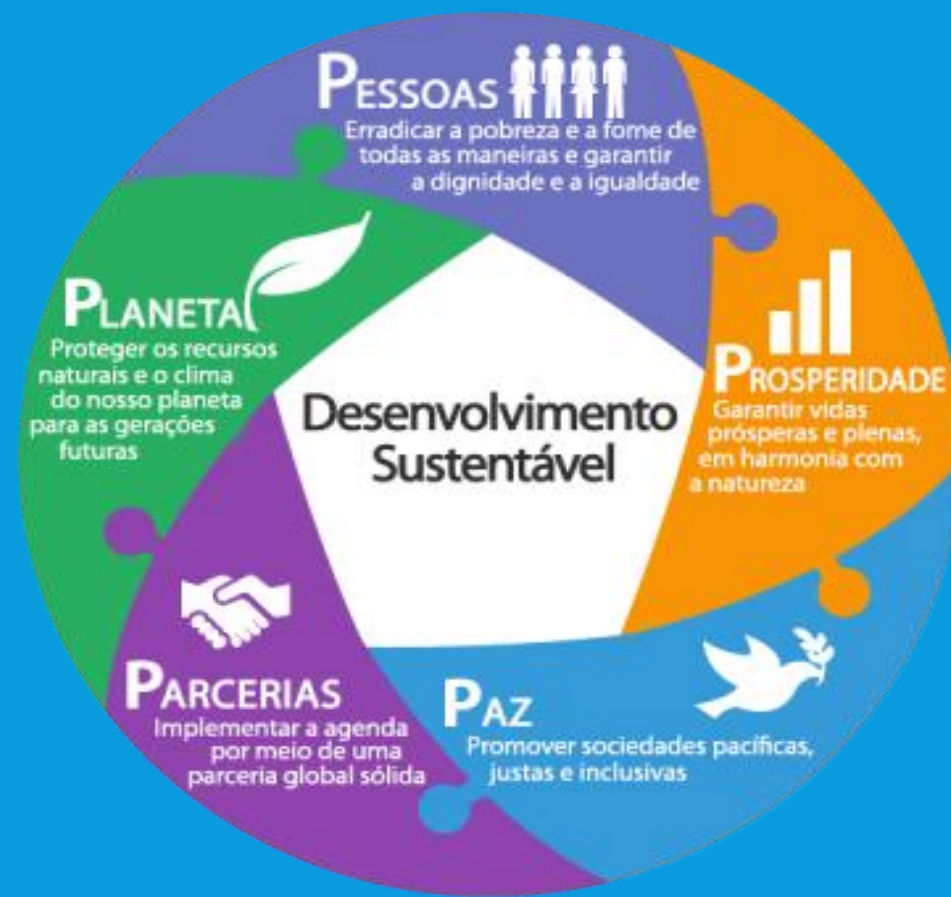 PESSOAS
Erradicar a pobreza e a fome de
todas as maneiras e garantir
a dignidade e a igualdade
PROSPERIDADE
Garantir vidas
prósperas e plenas,
em harmonia com
a natureza
PAZ
Promover sociedades pacíficas,
justas e inclusivas
PARCERIAS
Implementar a agenda
por meio de uma
parceria global sólida
PLANETA
Proteger os recursos
naturais e o clima
do nosso planeta
para as gerações
futuras
Desenvolvimento
Sustentável